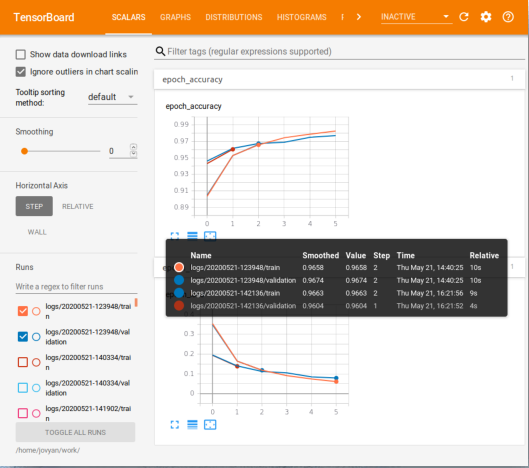 TensorBoard SCALARS GRAPHS DISTRIBUTIONS HISTOGRAMS INACTIVE
Show data download links
Ignore outliers in chart scalin
Tooltip sorting
method:
default
Smoothing
0
Horizontal Axis
STEP RELATIVE
WALL
Runs
Write a regex to filter runs
logs/20200521-123948/trai
n
logs/20200521-123948/val
idation
logs/20200521-140334/trai
n
logs/20200521-140334/val
idation
logs/20200521-141902/trai
n
TOGGLE ALL RUNS
/home/jovyan/work/
Filter tags (regular expressions supported)
epoch_accuracy 1
epoch_accuracy
0.99
0.97
0.95
0.93
0.91
0.89
0 1 2 3 4 5
ep 1
Name Smoothed Value Step Time Relative
logs/20200521-123948/train 0.9658 0.9658 2 Thu May 21, 14:40:25 10s
logs/20200521-123948/validation 0.9674 0.9674 2 Thu May 21, 14:40:25 10s
logs/20200521-142136/train 0.9663 0.9663 2 Thu May 21, 16:21:56 9s
logs/20200521-142136/validation 0.9604 0.9604 1 Thu May 21, 16:21:52 4s
0.3
0.2
0.1
0
0 1 2 3 4 5